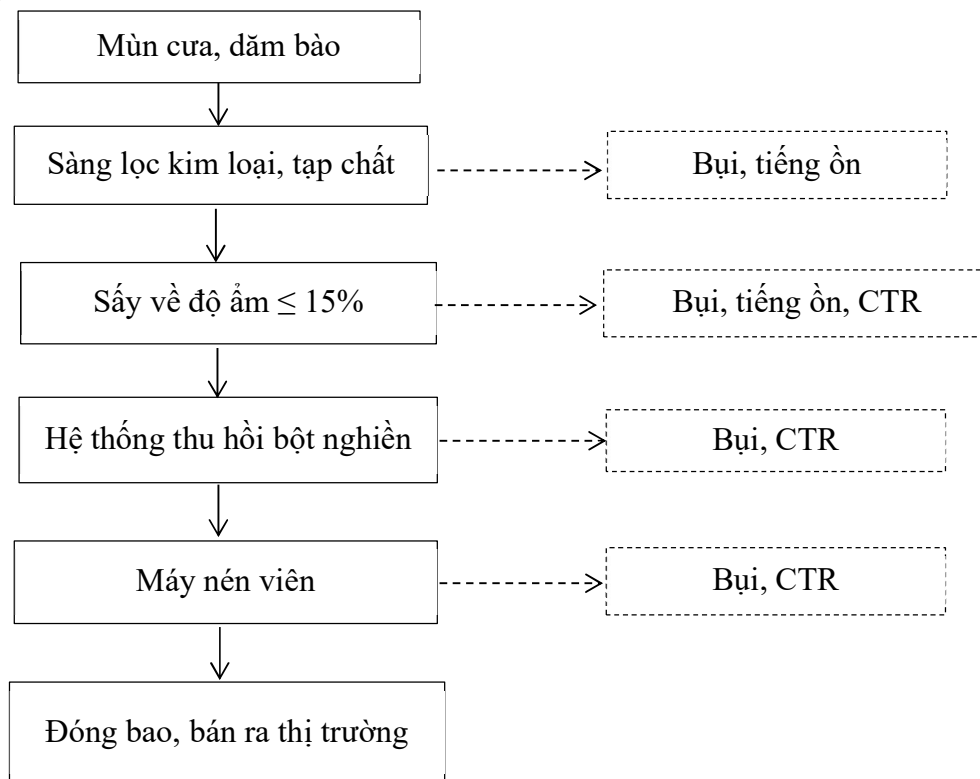 Mùn cưa, dăm bào
Sàng lọc kim loại, tạp chất
Bụi, tiếng ồn
Sấy về độ ẩm ≤ 15%
Bụi, tiếng ồn, CTR
Hệ thống thu hồi bột nghiền
Bụi, CTR
Máy nén viên
Bụi, CTR
Đóng bao, bán ra thị trường